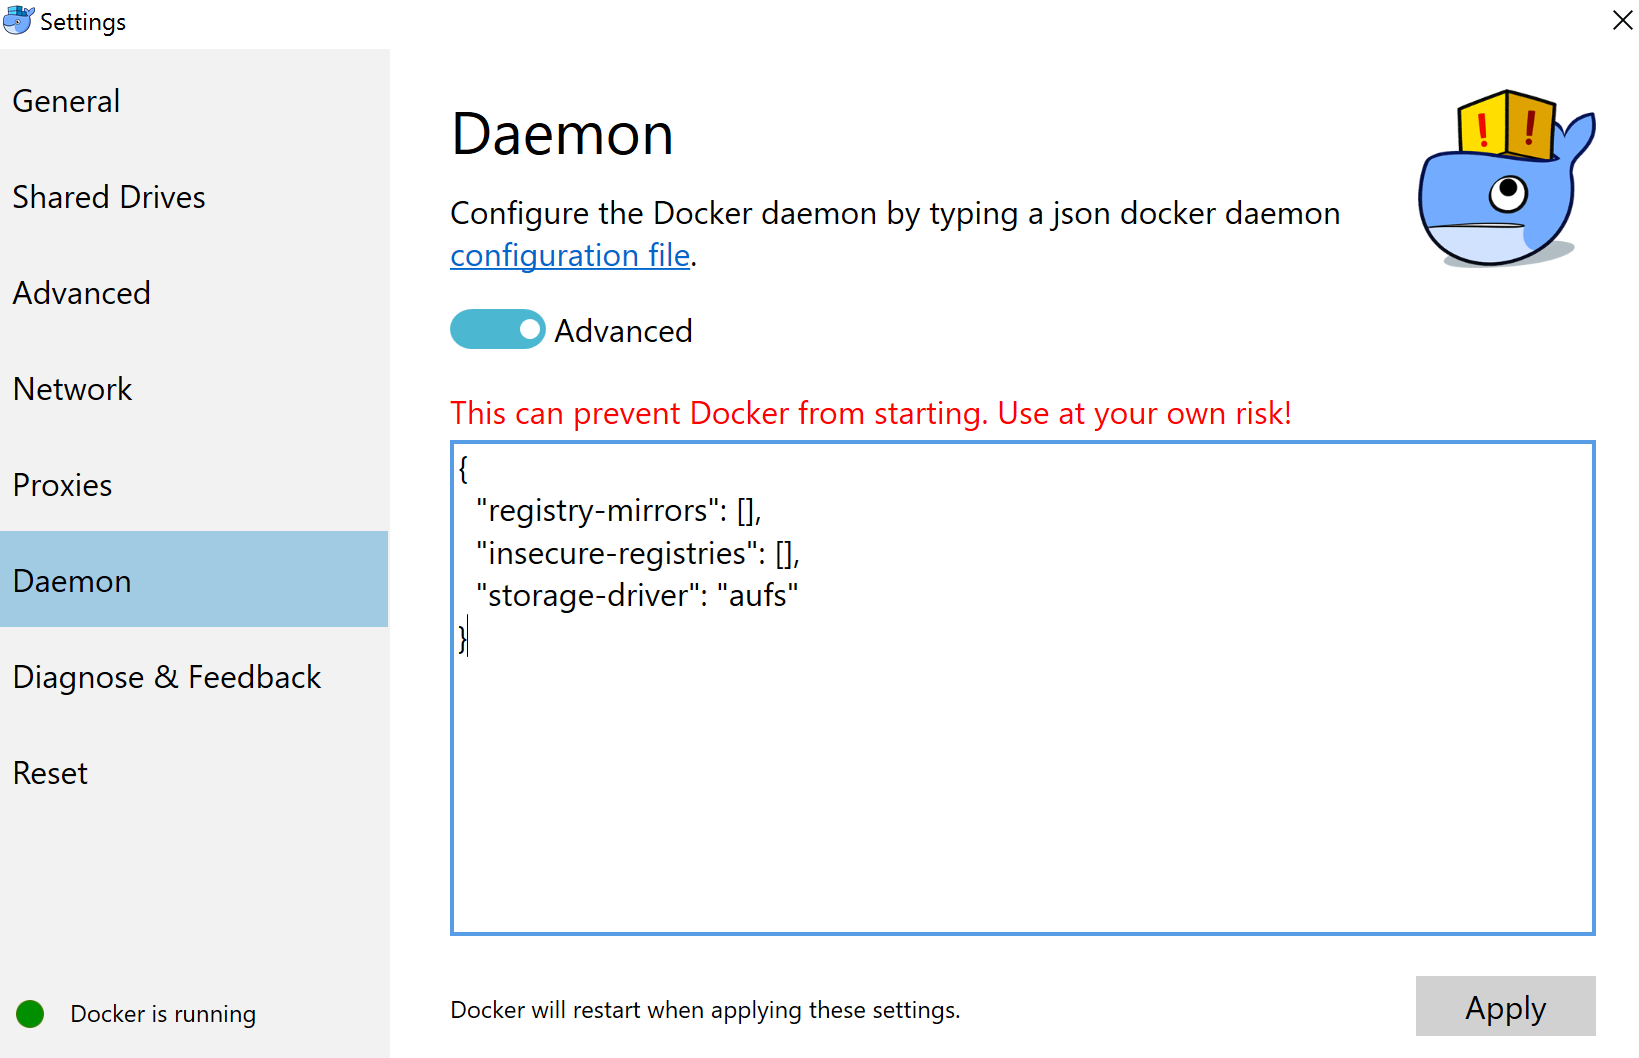 Settings
General
Shared Drives
Advanced
Network
Proxies
Daemon
Diagnose & Feedback
Reset
Docker is running
Daemon
Configure the Docker daemon by typing a json docker daemon
configuration file.
Advanced
This can prevent Docker from starting. Use at your own risk!
{
  "registry-mirrors": [],
  "insecure-registries": [],
  "storage-driver": "aufs"
}
Docker will restart when applying these settings.
Apply
! !